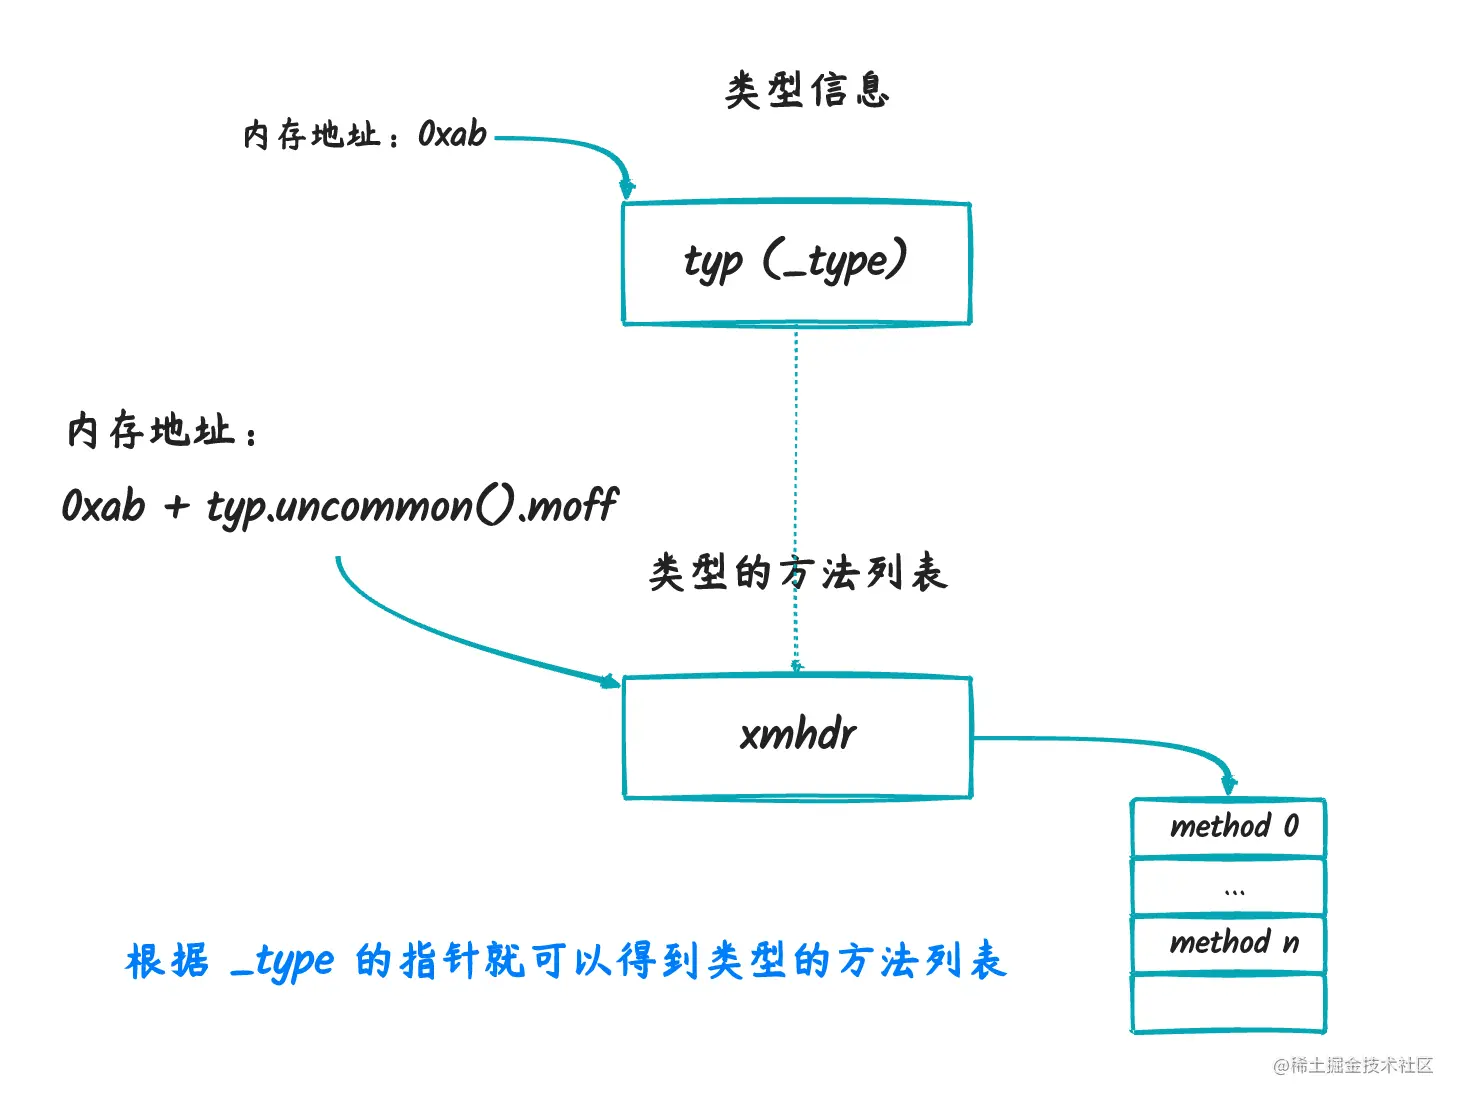 类型信息
内存地址：0xab
typ (_type)
内存地址：
0xab + typ.uncommon().moff
类型的方法列表
xmhdr
method 0
...
method n
根据 _type 的指针就可以得到类型的方法列表
@稀土掘金技术社区